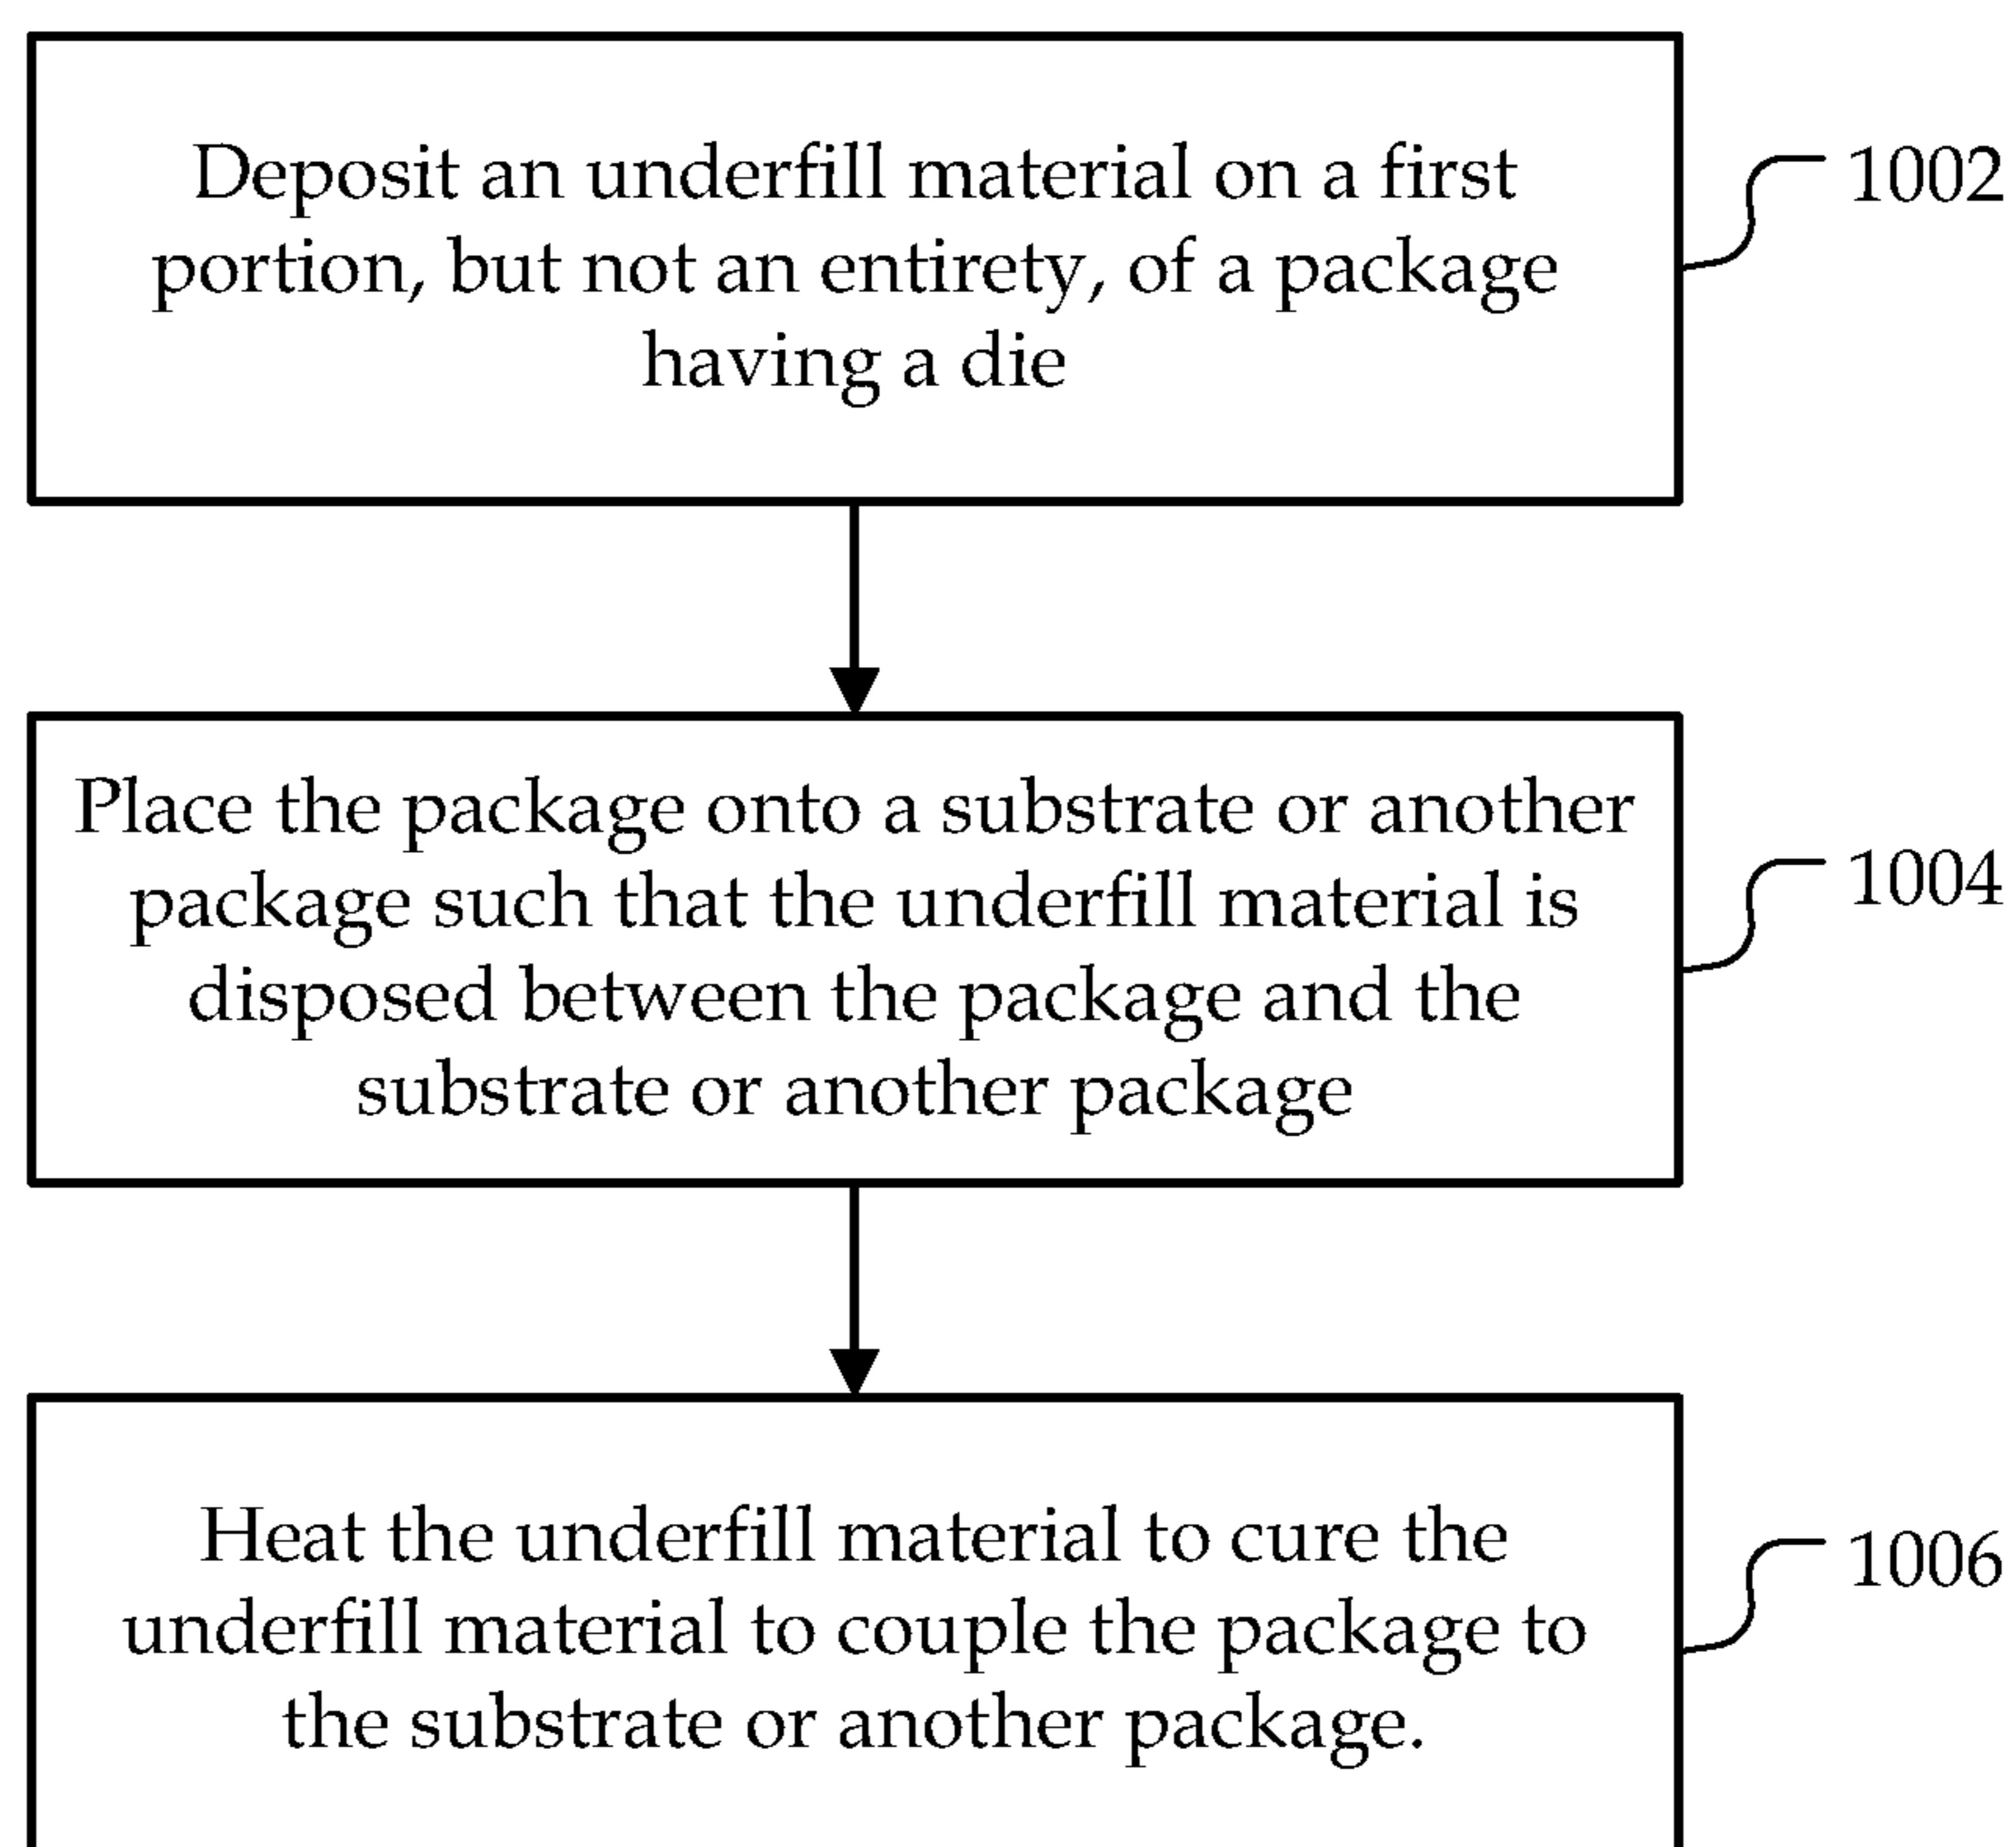 Deposit an underfill material on a first
portion, but not an entirety, of a package
having a die
1002
Place the package onto a substrate or another
package such that the underfill material is
disposed between the package and the
substrate or another package
1004
Heat the underfill material to cure the
underfill material to couple the package to
the substrate or another package.
1006